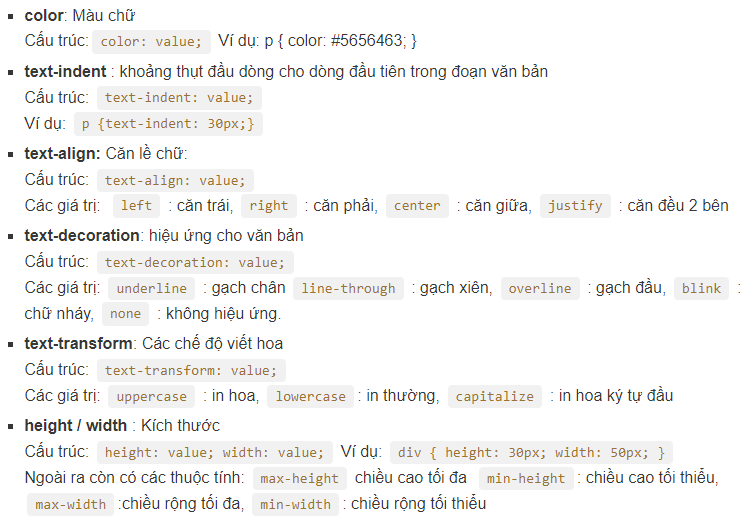 color: Màu chữ
Cấu trúc: color: value; Ví dụ: p { color: #5656463; }
text-indent : khoảng thụt đầu dòng cho dòng đầu tiên trong đoạn văn bản
Cấu trúc: text-indent: value;
Ví dụ: p {text-indent: 30px;}
text-align: Căn lề chữ:
Cấu trúc: text-align: value;
Các giá trị: left : căn trái, right : căn phải, center : căn giữa, justify : căn đều 2 bên
text-decoration: hiệu ứng cho văn bản
Cấu trúc: text-decoration: value;
Các giá trị: underline : gạch chân line-through : gạch xiên, overline : gạch đầu, blink :
chữ nháy, none : không hiệu ứng.
text-transform: Các chế độ viết hoa
Cấu trúc: text-transform: value;
Các giá trị: uppercase : in hoa, lowercase : in thường, capitalize : in hoa ký tự đầu
height / width : Kích thước
Cấu trúc: height: value; width: value; Ví dụ: div { height: 30px; width: 50px; }
Ngoài ra còn có các thuộc tính: max-height chiều cao tối đa min-height : chiều cao tối thiểu,
max-width :chiều rộng tối đa, min-width : chiều rộng tối thiểu